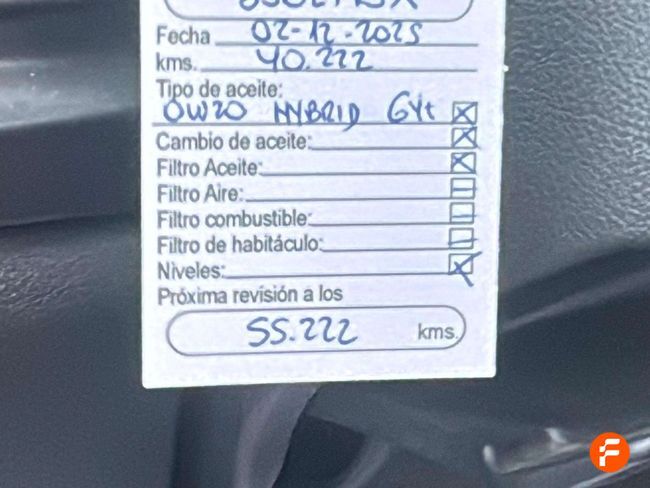 Fecha 02-12-2025
kms. 40.222
Tipo de aceite:
0W20 HYBRID
Cambio de aceite:
Filtro Aceite:
Filtro Aire:
Filtro combustible:
Filtro de habitáculo:
Niveles:
Próxima revisión a los
55.222 kms.